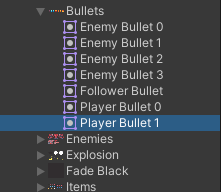 Bullets
Enemy Bullet 0
Enemy Bullet 1
Enemy Bullet 2
Enemy Bullet 3
Follower Bullet
Player Bullet 0
Player Bullet 1
Enemies
Explosion
Fade Black
Items